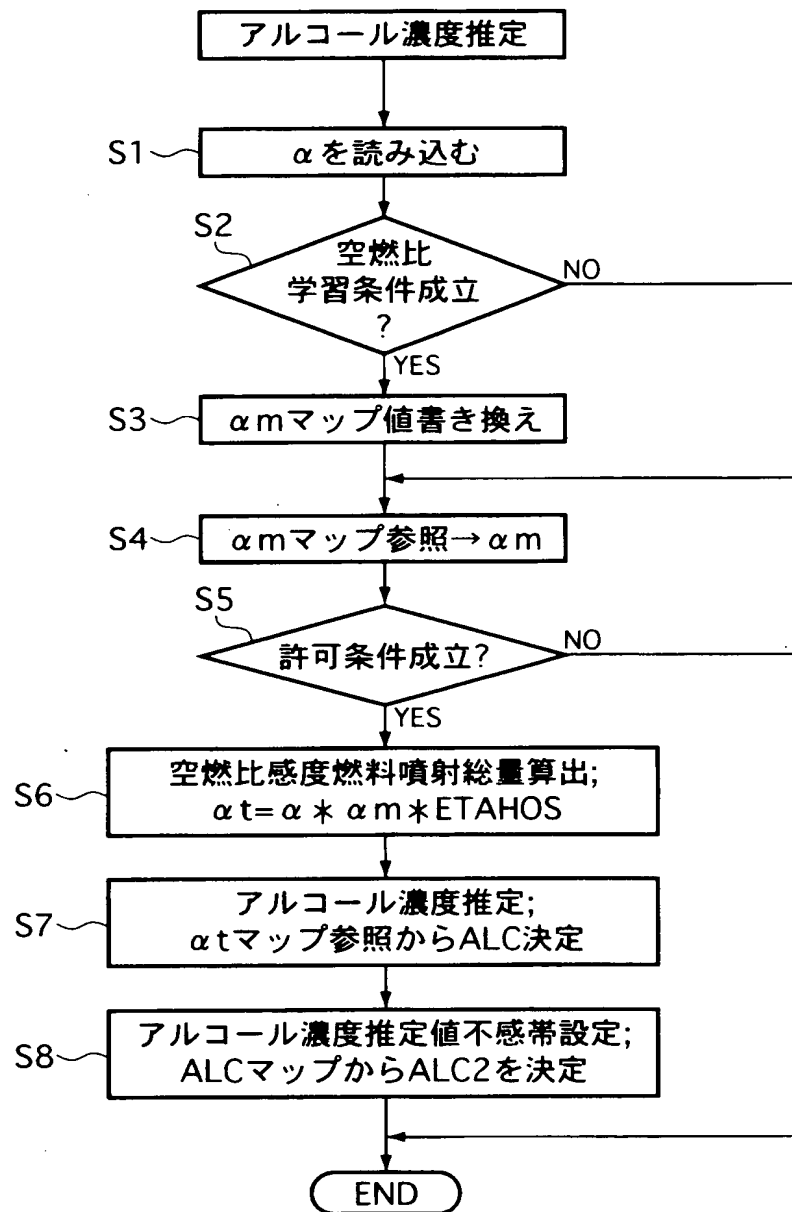 アルコール濃度推定
S1
αを読み込む
S2
空燃比
学習条件成立
?
NO
YES
S3
αmマップ値書き換え
S4
αmマップ参照→αm
S5
許可条件成立?
NO
YES
S6
空燃比感度燃料噴射総量算出;
αt=α*αm*ETAHOS
S7
アルコール濃度推定;
αtマップ参照からALC決定
S8
アルコール濃度推定値不感帯設定;
ALCマップからALC2を決定
END